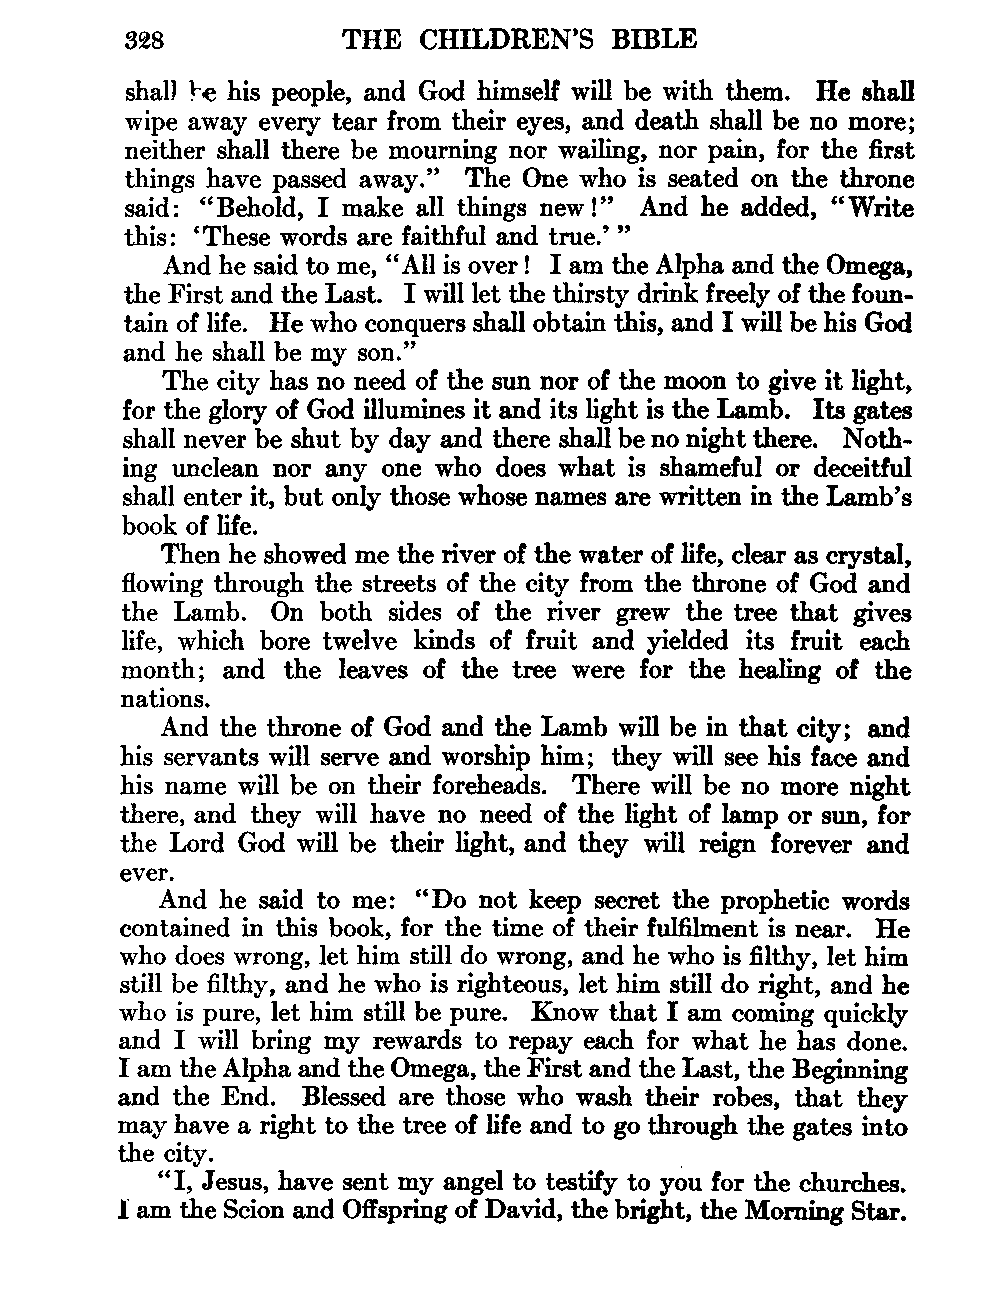 328 THE CHILDREN'S BIBLE
shall be his people, and God himself will be with them. He shall
wipe away every tear from their eyes, and death shall be no more;
neither shall there be mourning nor wailing, nor pain, for the first
things have passed away.” The One who is seated on the throne
said: “Behold, I make all things new!” And he added, “Write
this: ‘These words are faithful and true.’ ”
And he said to me, “All is over! I am the Alpha and the Omega,
the First and the Last. I will let the thirsty drink freely of the foun-
tain of life. He who conquers shall obtain this, and I will be his God
and he shall be my son.”
The city has no need of the sun nor of the moon to give it light,
for the glory of God illumines it and its light is the Lamb. Its gates
shall never be shut by day and there shall be no night there. Noth-
ing unclean nor any one who does what is shameful or deceitful
shall enter it, but only those whose names are written in the Lamb's
book of life.
Then he showed me the river of the water of life, clear as crystal,
flowing through the streets of the city from the throne of God and
the Lamb. On both sides of the river grew the tree that gives
life, which bore twelve kinds of fruit and yielded its fruit each
month; and the leaves of the tree were for the healing of the
nations.
And the throne of God and the Lamb will be in that city; and
his servants will serve and worship him; they will see his face and
his name will be on their foreheads. There will be no more night
there, and they will have no need of the light of lamp or sun, for
the Lord God will be their light, and they will reign forever and
ever.
And he said to me: “Do not keep secret the prophetic words
contained in this book, for the time of their fulfilment is near. He
who does wrong, let him still do wrong, and he who is filthy, let him
still be filthy, and he who is righteous, let him still do right, and he
who is pure, let him still be pure. Know that I am coming quickly
and I will bring my rewards to repay each for what he has done.
I am the Alpha and the Omega, the First and the Last, the Beginning
and the End. Blessed are those who wash their robes, that they
may have a right to the tree of life and to go through the gates into
the city.
“I, Jesus, have sent my angel to testify to you for the churches.
I am the Scion and Offspring of David, the bright, the Morning Star.